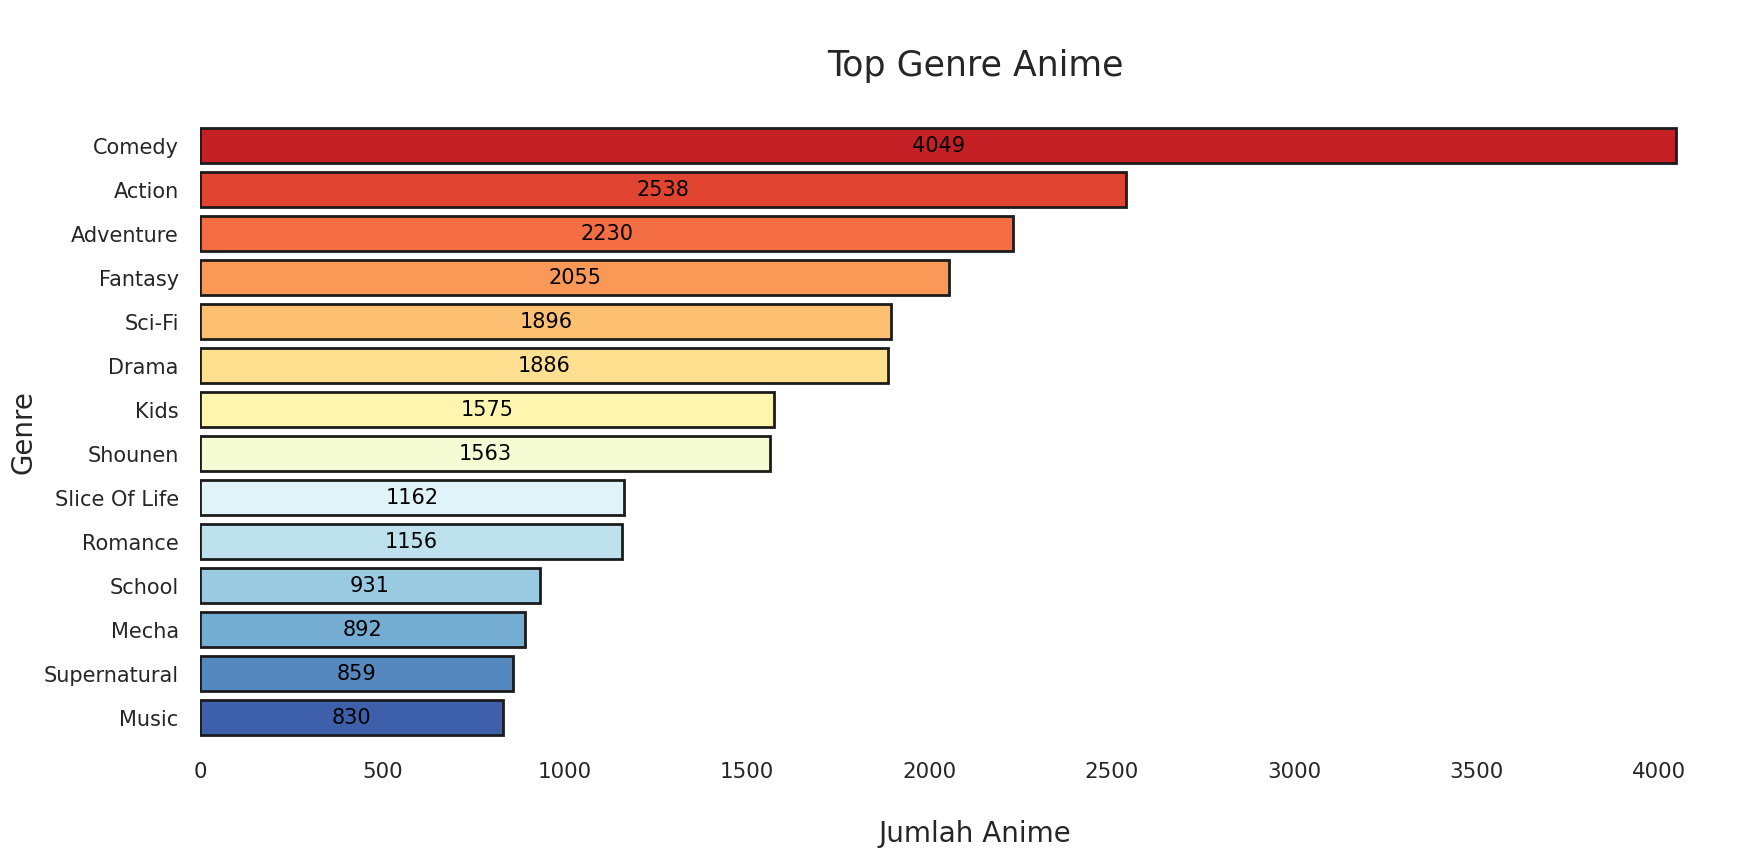 Top Genre Anime
Comedy 4049
Action 2538
Adventure 2230
Fantasy 2055
Sci-Fi 1896
Drama 1886
Kids 1575
Shounen 1563
Slice Of Life 1162
Romance 1156
School 931
Mecha 892
Supernatural 859
Music 830
Genre
0 500 1000 1500 2000 2500 3000 3500 4000
Jumlah Anime